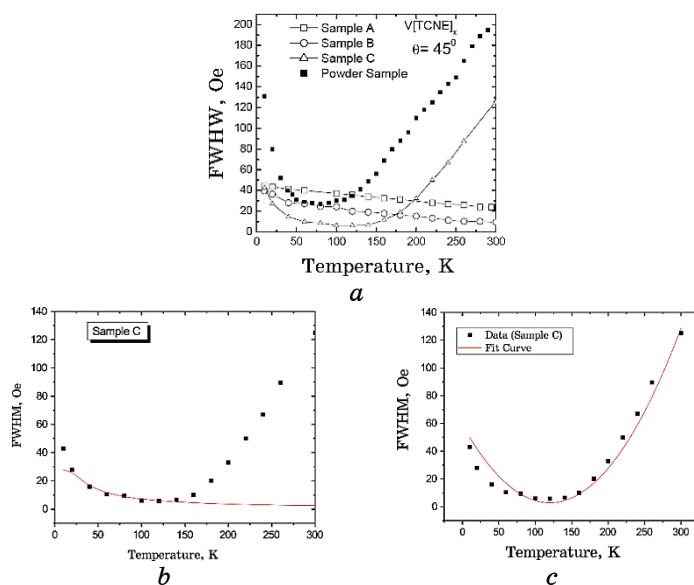 200
180
160
140
120
100
80
60
40
20
0
FWHW, Oe
Sample A
Sample B
Sample C
Powder Sample
V[TCNE]x
θ= 45⁰
0 50 100 150 200 250 300
Temperature, K
a
140
120
100
80
60
40
20
0
FWHM, Oe
Sample C
0 50 100 150 200 250 300
Temperature, K
b
140
120
100
80
60
40
20
0
FWHM, Oe
Data (Sample C)
Fit Curve
0 50 100 150 200 250 300
Temperature, K
c